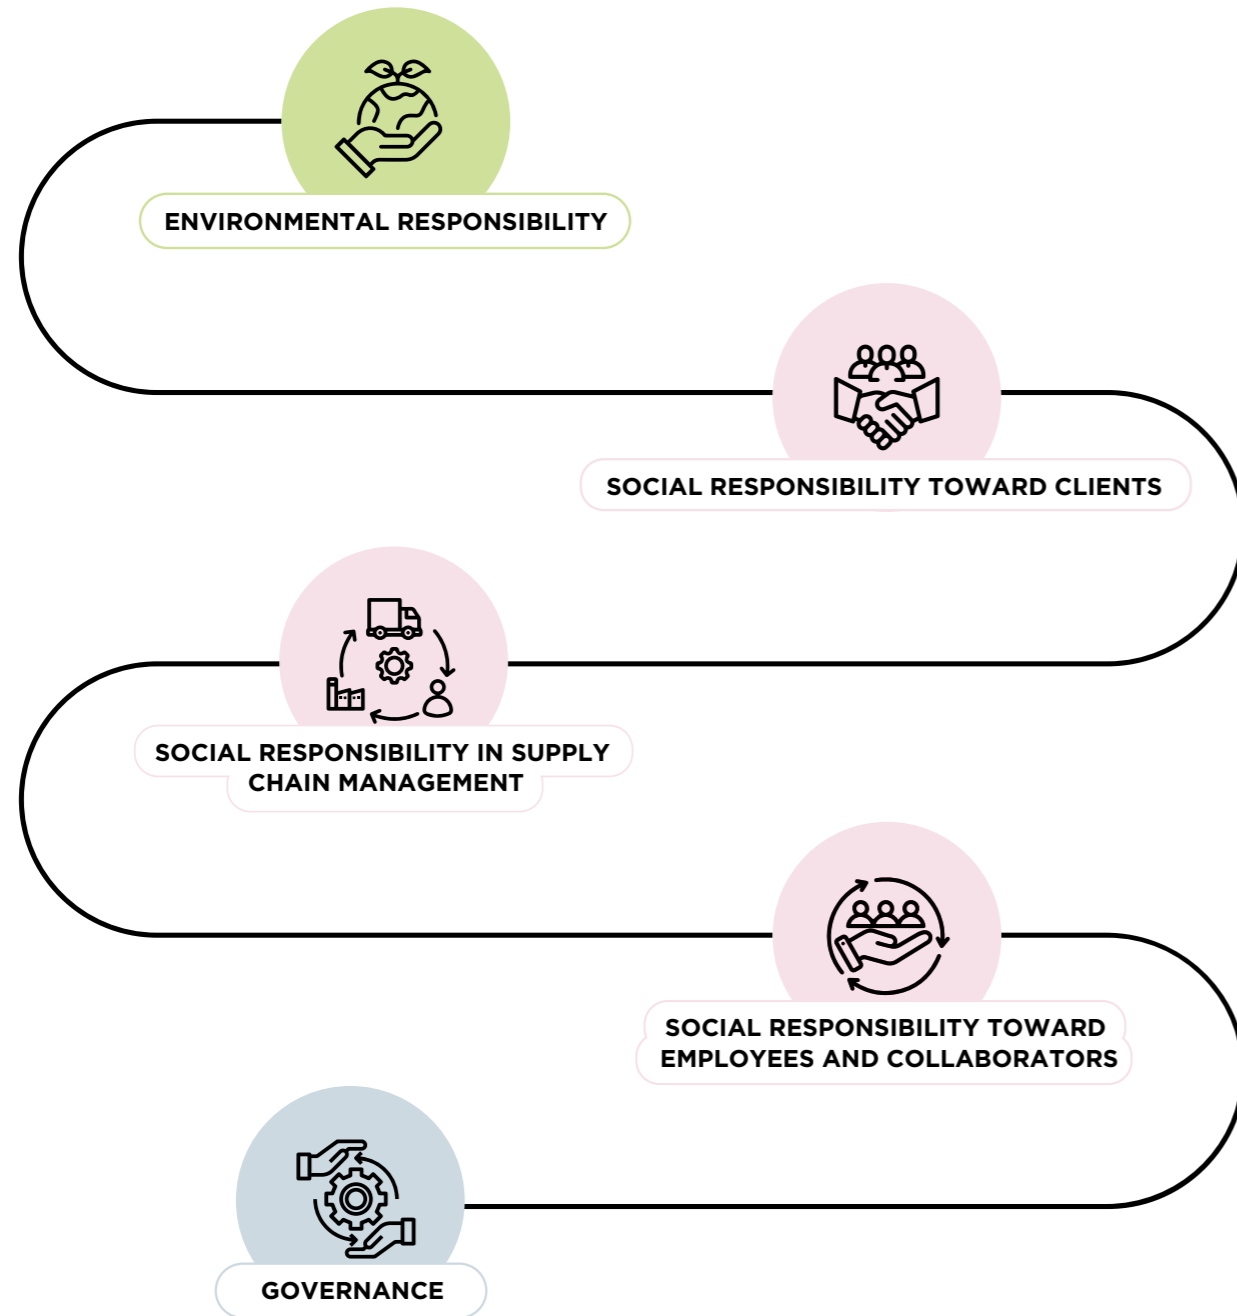 ENVIRONMENTAL RESPONSIBILITY
SOCIAL RESPONSIBILITY TOWARD CLIENTS
SOCIAL RESPONSIBILITY IN SUPPLY
CHAIN MANAGEMENT
SOCIAL RESPONSIBILITY TOWARD
EMPLOYEES AND COLLABORATORS
GOVERNANCE